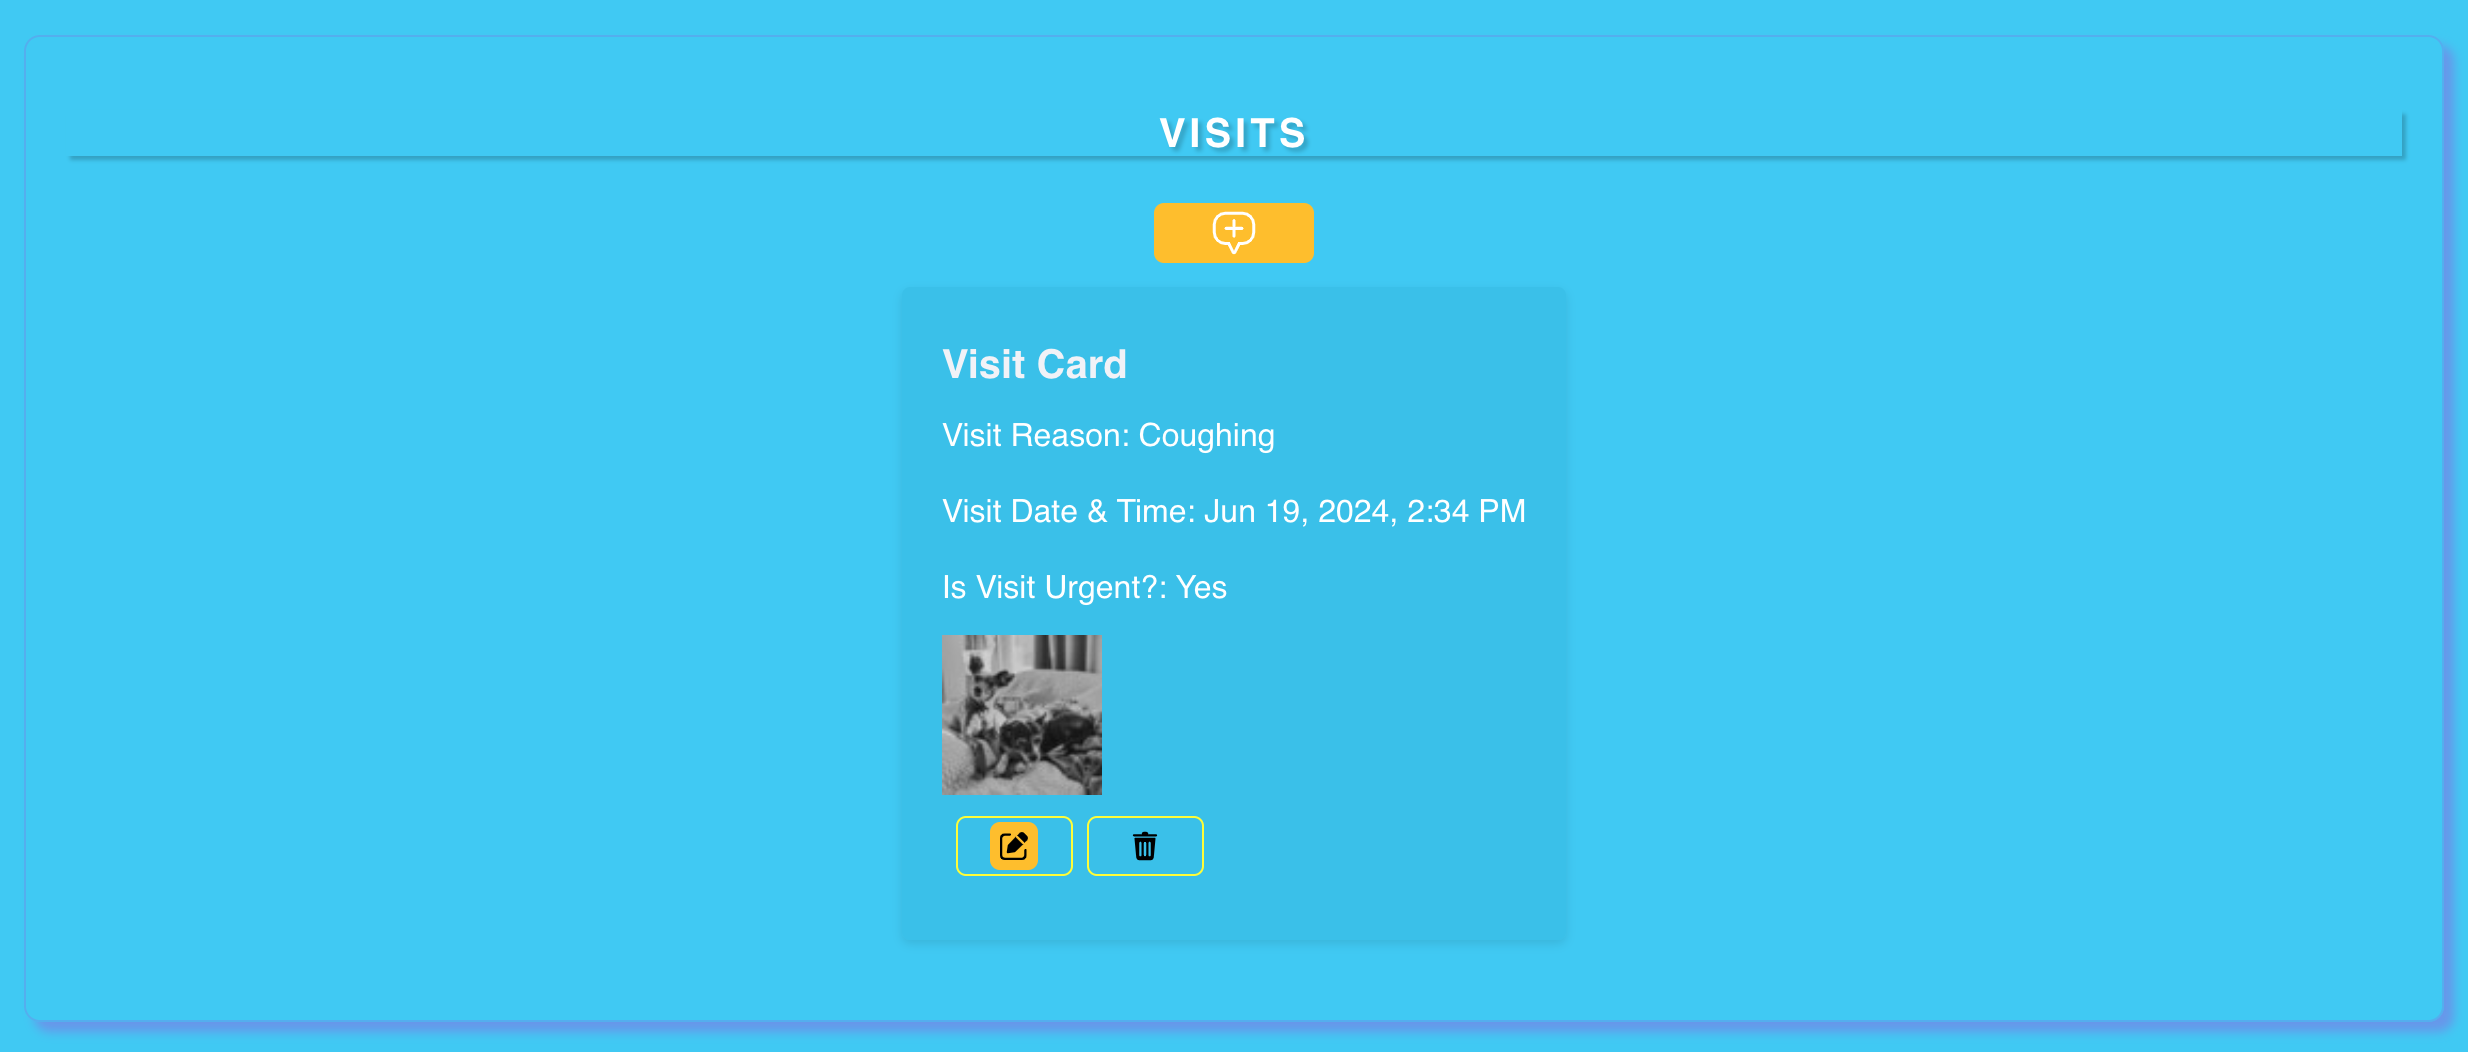 VISITS
Visit Card
Visit Reason: Coughing
Visit Date & Time: Jun 19, 2024, 2:34 PM
Is Visit Urgent?: Yes